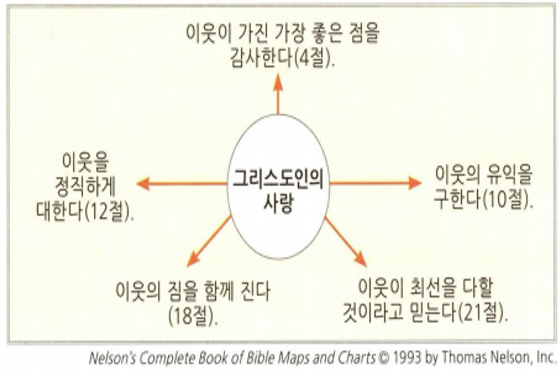 이웃이 가진 가장 좋은 점을
감사한다(4절).
이웃을
정직하게
대한다(12절).
그리스도인의
사랑
이웃의 유익을
구한다(10절).
이웃의 짐을 함께 진다
(18절).
이웃이 최선을 다할
것이라고 믿는다(21절).
Nelson's Complete Book of Bible Maps and Charts © 1993 by Thomas Nelson, Inc.